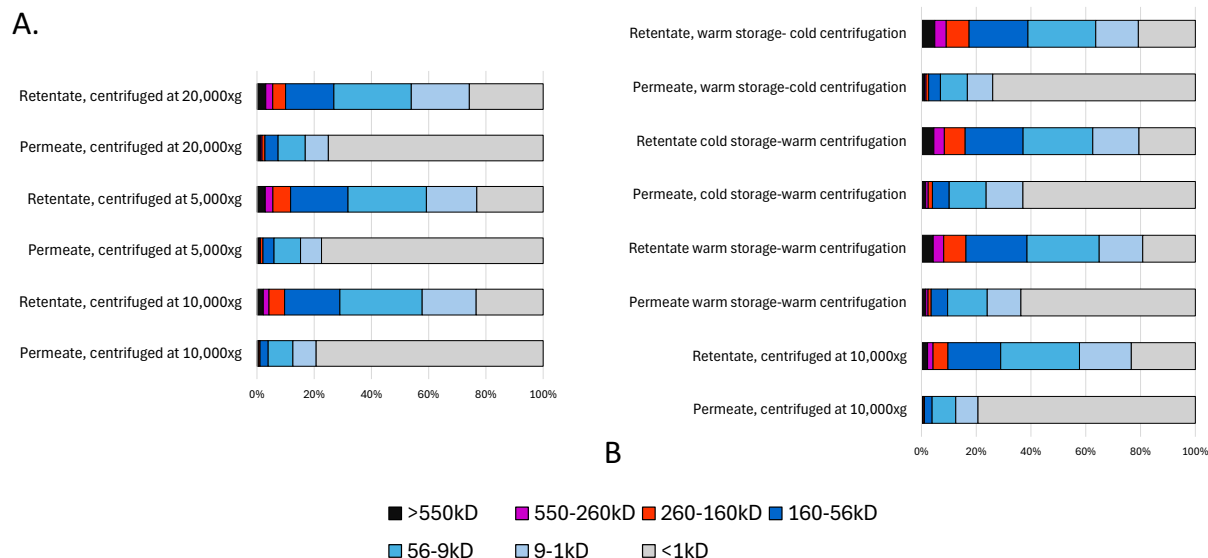 A.
Retentate, centrifuged at 20,000xg
Permeate, centrifuged at 20,000xg
Retentate, centrifuged at 5,000xg
Permeate, centrifuged at 5,000xg
Retentate, centrifuged at 10,000xg
Permeate, centrifuged at 10,000xg
0% 20% 40% 60% 80% 100%
Retentate, warm storage- cold centrifugation
Permeate, warm storage-cold centrifugation
Retentate cold storage-warm centrifugation
Permeate, cold storage-warm centrifugation
Retentate warm storage-warm centrifugation
Permeate warm storage-warm centrifugation
Retentate, centrifuged at 10,000xg
Permeate, centrifuged at 10,000xg
0% 20% 40% 60% 80% 100%
B
>550kD 550-260kD 260-160kD 160-56kD
56-9kD 9-1kD <1kD